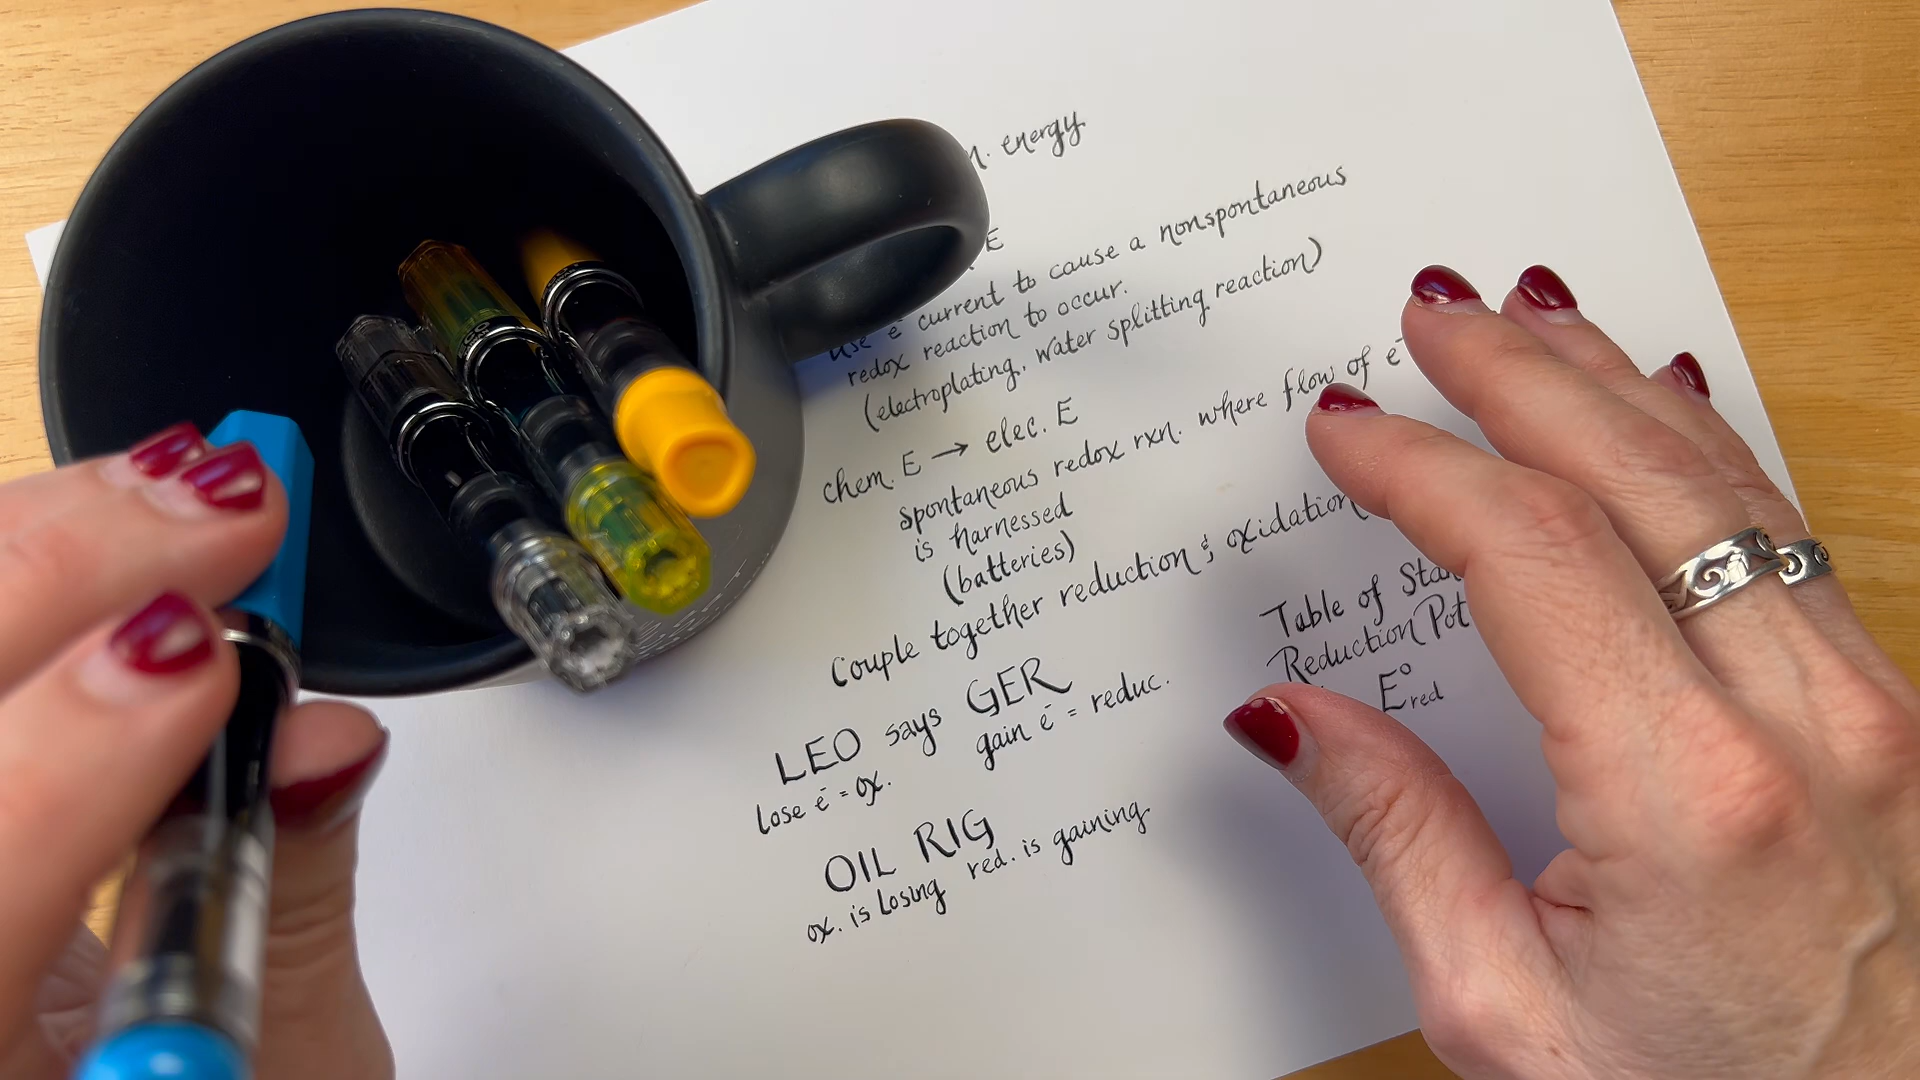 n. energy
E
use e⁻ current to cause a nonspontaneous
redox reaction to occur.
(electroplating, water splitting reaction)
chem. E → elec. E
spontaneous redox rxn. where flow of e⁻
is harnessed
(batteries)
Couple together reduction & oxidation
Table of Stan
Reduction Pot
E°red
LEO says GER
lose e⁻ = ox. gain e⁻ = reduc.
OIL RIG
ox. is losing red. is gaining